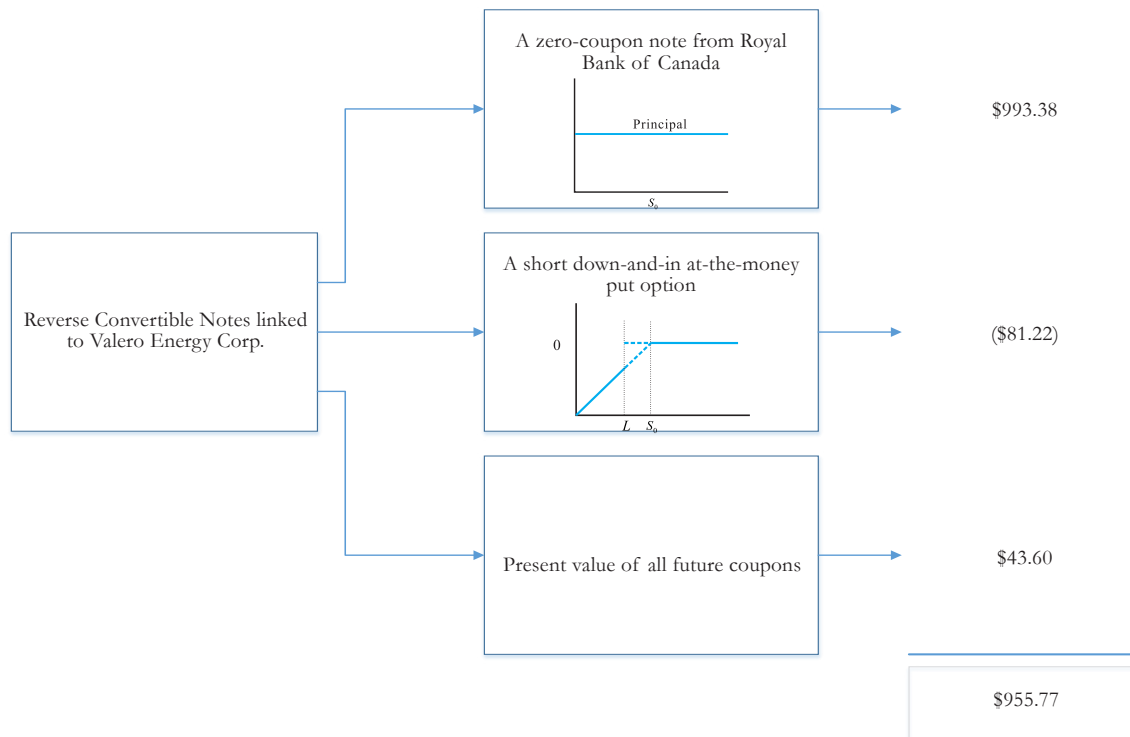 A zero-coupon note from Royal
Bank of Canada
Principal
S₀
$993.38
Reverse Convertible Notes linked
to Valero Energy Corp.
A short down-and-in at-the-money
put option
0
L S₀
($81.22)
Present value of all future coupons
$43.60
$955.77